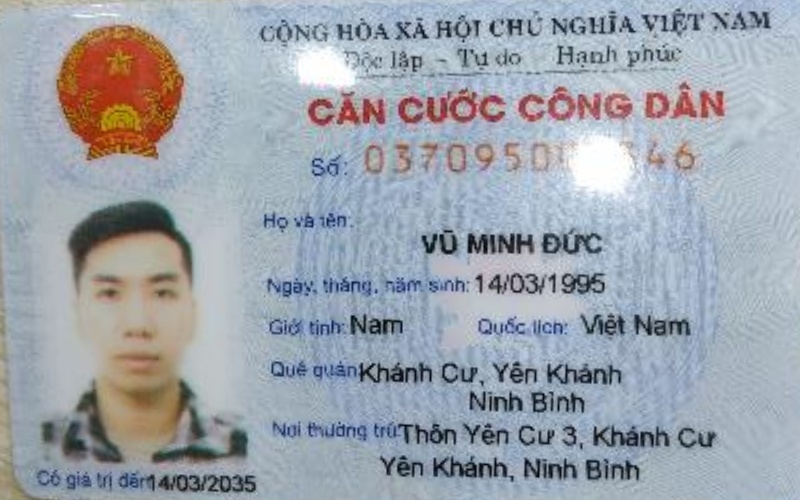 CỘNG HÒA XÃ HỘI CHỦ NGHĨA VIỆT NAM
Độc lập - Tự do Hạnh phúc
CĂN CƯỚC CÔNG DÂN
Số:
Họ và tên:
VŨ MINH ĐỨC
Ngày, tháng, năm sinh: 14/03/1995
Giới tính: Nam Quốc tịch: Việt Nam
Quê quán Khánh Cư, Yên Khánh
Ninh Bình
Nơi thường trú: Thôn Yên Cư 3, Khánh Cư
Yên Khánh, Ninh Bình
Có giá trị đến 14/03/2035